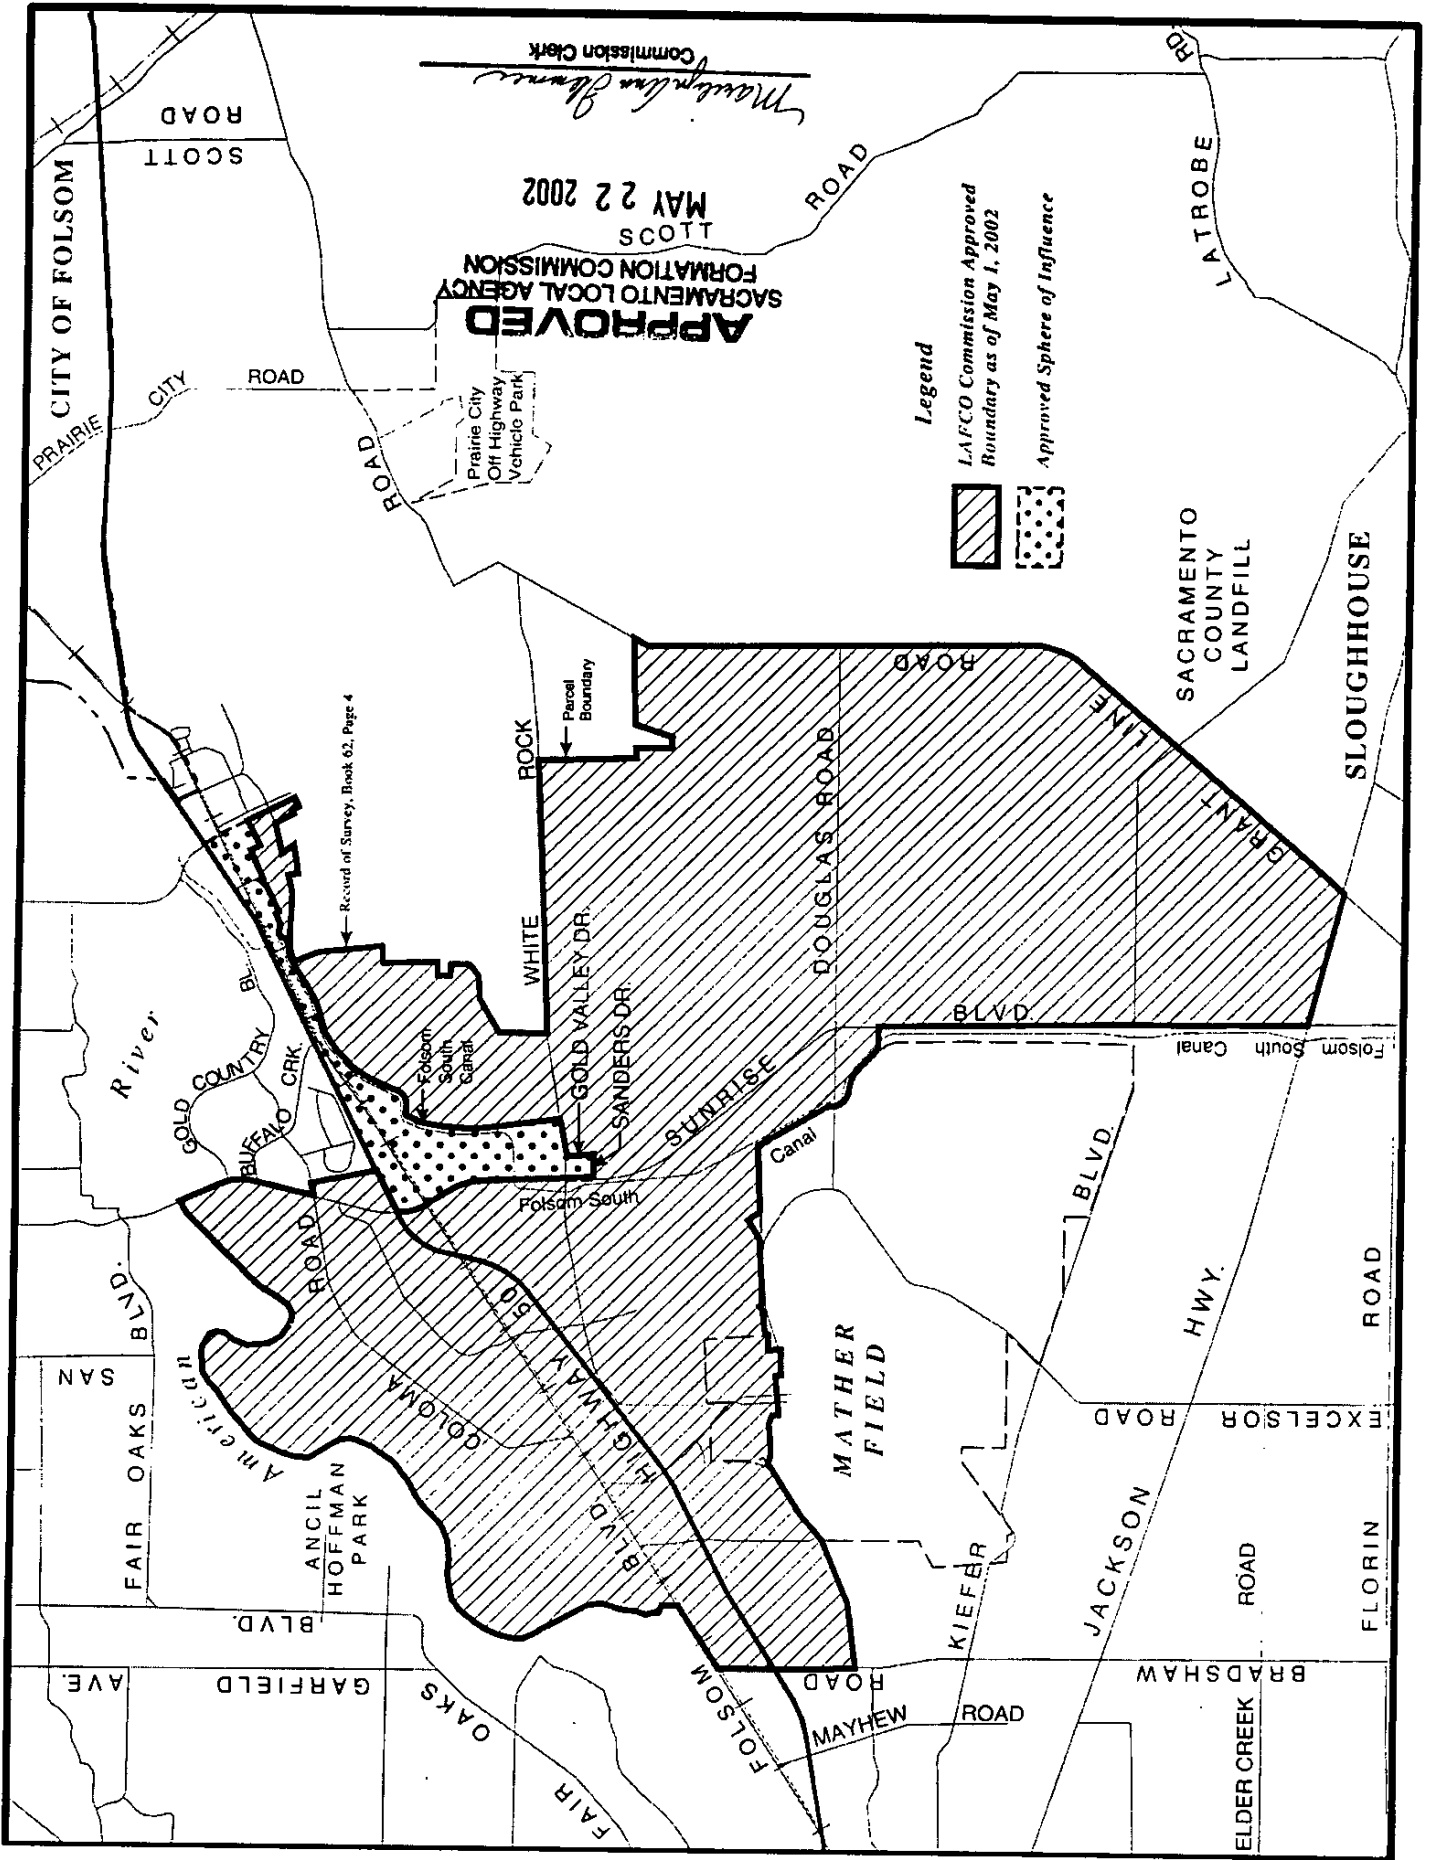 CITY OF FOLSOM
SCOTT
ROAD
PRAIRIE
CITY
ROAD
ROAD
Prairie City
Off Highway
Vehicle Park
APPROVED
SACRAMENTO LOCAL AGENCY
FORMATION COMMISSION
MAY 22 2002
Commission Clerk
SCOTT
ROAD
LATROBE
RD
Legend
LAFCO Commission Approved
Boundary as of May 1, 2002
Approved Sphere of Influence
SACRAMENTO
COUNTY
LANDFILL
SLOUGHHOUSE
Record of Survey, Book 62, Page 4
Parcel
Boundary
WHITE
ROCK
DOUGLAS ROAD
GRANT
LINE
ROAD
River
GOLD
COUNTRY
BL
BUFFALO
CRK.
Folsom
South
Canal
GOLD VALLEY DR.
SANDERS DR.
SUNRISE
BLVD
Folsom South
Canal
Folsom South Canal
American
SAN
BLVD.
FAIR OAKS
ANCIL
HOFFMAN
PARK
COLOMA
ROAD
HIGHWAY
50
FOLSOM
BLVD
MATHER
FIELD
KIEFER
BLVD.
JACKSON
HWY.
EXCELSOR
ROAD
FLORIN
ROAD
ELDER CREEK
ROAD
BRADSHAW
ROAD
MAYHEW
ROAD
GARFIELD
AVE.
FAIR
OAKS
BLVD.